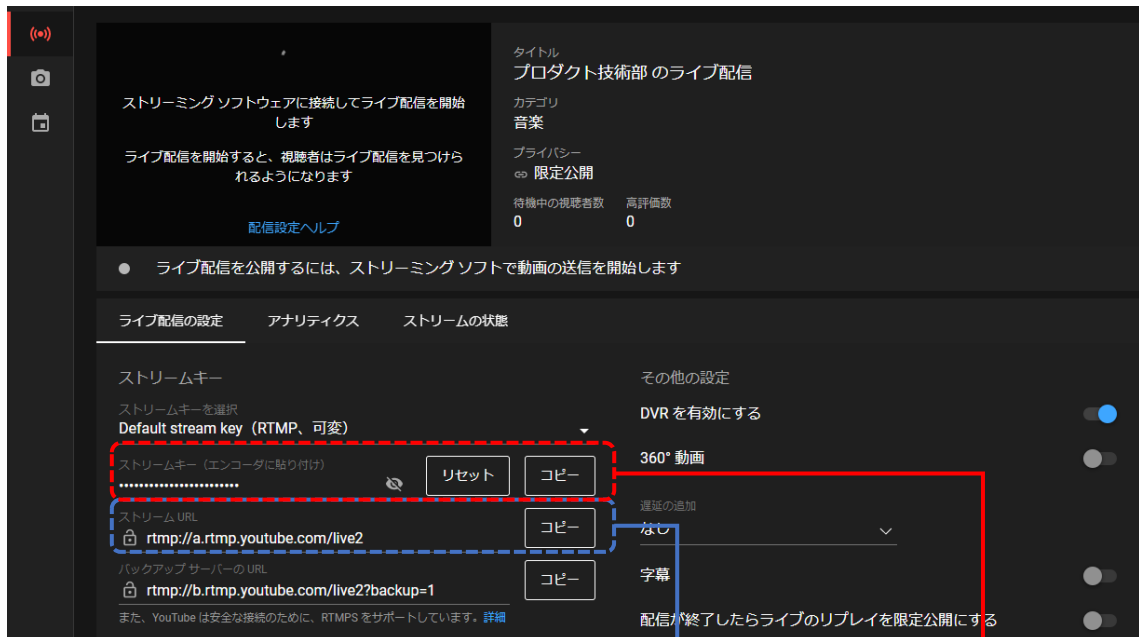 ストリーミング ソフトウェアに接続してライブ配信を開始
します
ライブ配信を開始すると、視聴者はライブ配信を見つけら
れるようになります
配信設定ヘルプ
タイトル
プロダクト技術部 のライブ配信
カテゴリ
音楽
プライバシー
限定公開
待機中の視聴者数 高評価数
0 0
ライブ配信を公開するには、ストリーミング ソフトで動画の送信を開始します
ライブ配信の設定 アナリティクス ストリームの状態
ストリームキー
ストリームキーを選択
Default stream key（RTMP、可変）
ストリームキー（エンコーダに貼り付け）
••••••••••••••••••••••••
リセット コピー
ストリーム URL
rtmp://a.rtmp.youtube.com/live2
コピー
バックアップ サーバーの URL
rtmp://b.rtmp.youtube.com/live2?backup=1
コピー
また、YouTube は安全な接続のために、RTMPS をサポートしています。詳細
その他の設定
DVR を有効にする
360° 動画
遅延の追加
なし
字幕
配信が終了したらライブのリプレイを限定公開にする